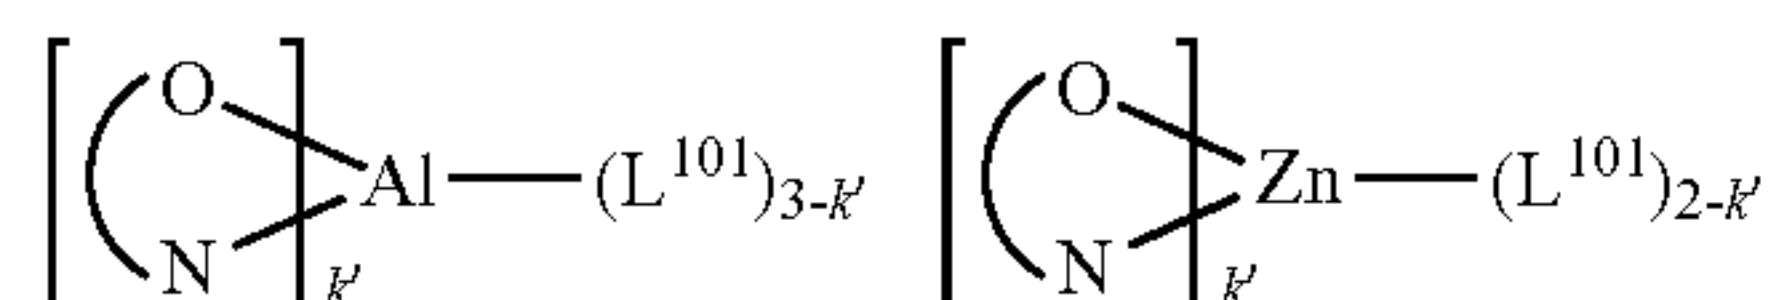 [O N]k' Al—(L¹⁰¹)₃₋k' [O N]k' Zn—(L¹⁰¹)₂₋k'